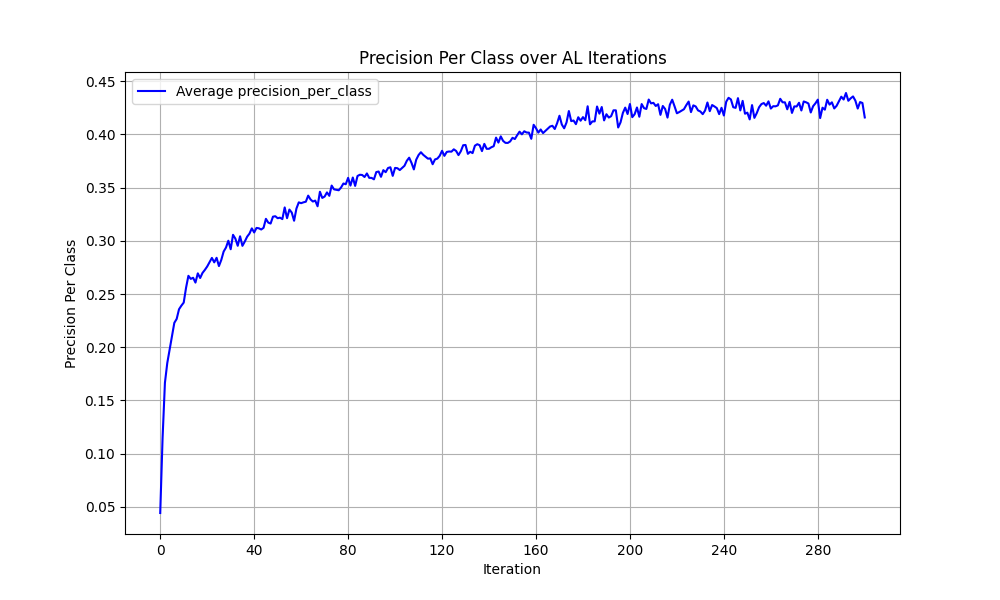 Precision Per Class over AL Iterations
Average precision_per_class
Precision Per Class
0.45
0.40
0.35
0.30
0.25
0.20
0.15
0.10
0.05
0 40 80 120 160 200 240 280
Iteration